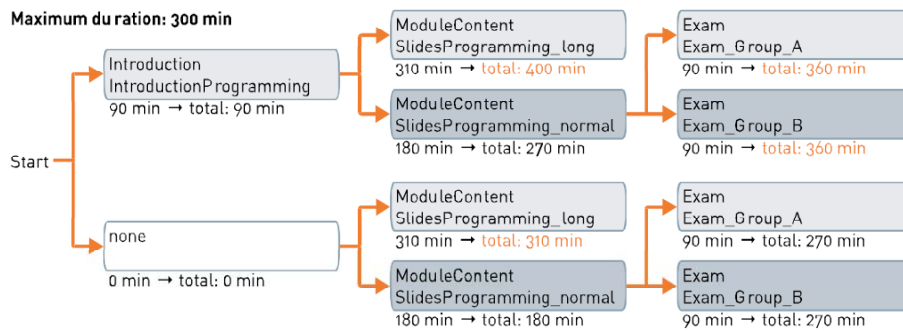 Maximum du ration: 300 min
ModuleContent
SlidesProgramming_long
310 min → total: 400 min
Exam
Exam_Group_A
90 min → total: 360 min
Introduction
IntroductionProgramming
90 min → total: 90 min
ModuleContent
SlidesProgramming_normal
180 min → total: 270 min
Exam
Exam_Group_B
90 min → total: 360 min
Start
none
0 min → total: 0 min
ModuleContent
SlidesProgramming_long
310 min → total: 310 min
Exam
Exam_Group_A
90 min → total: 270 min
ModuleContent
SlidesProgramming_normal
180 min → total: 180 min
Exam
Exam_Group_B
90 min → total: 270 min